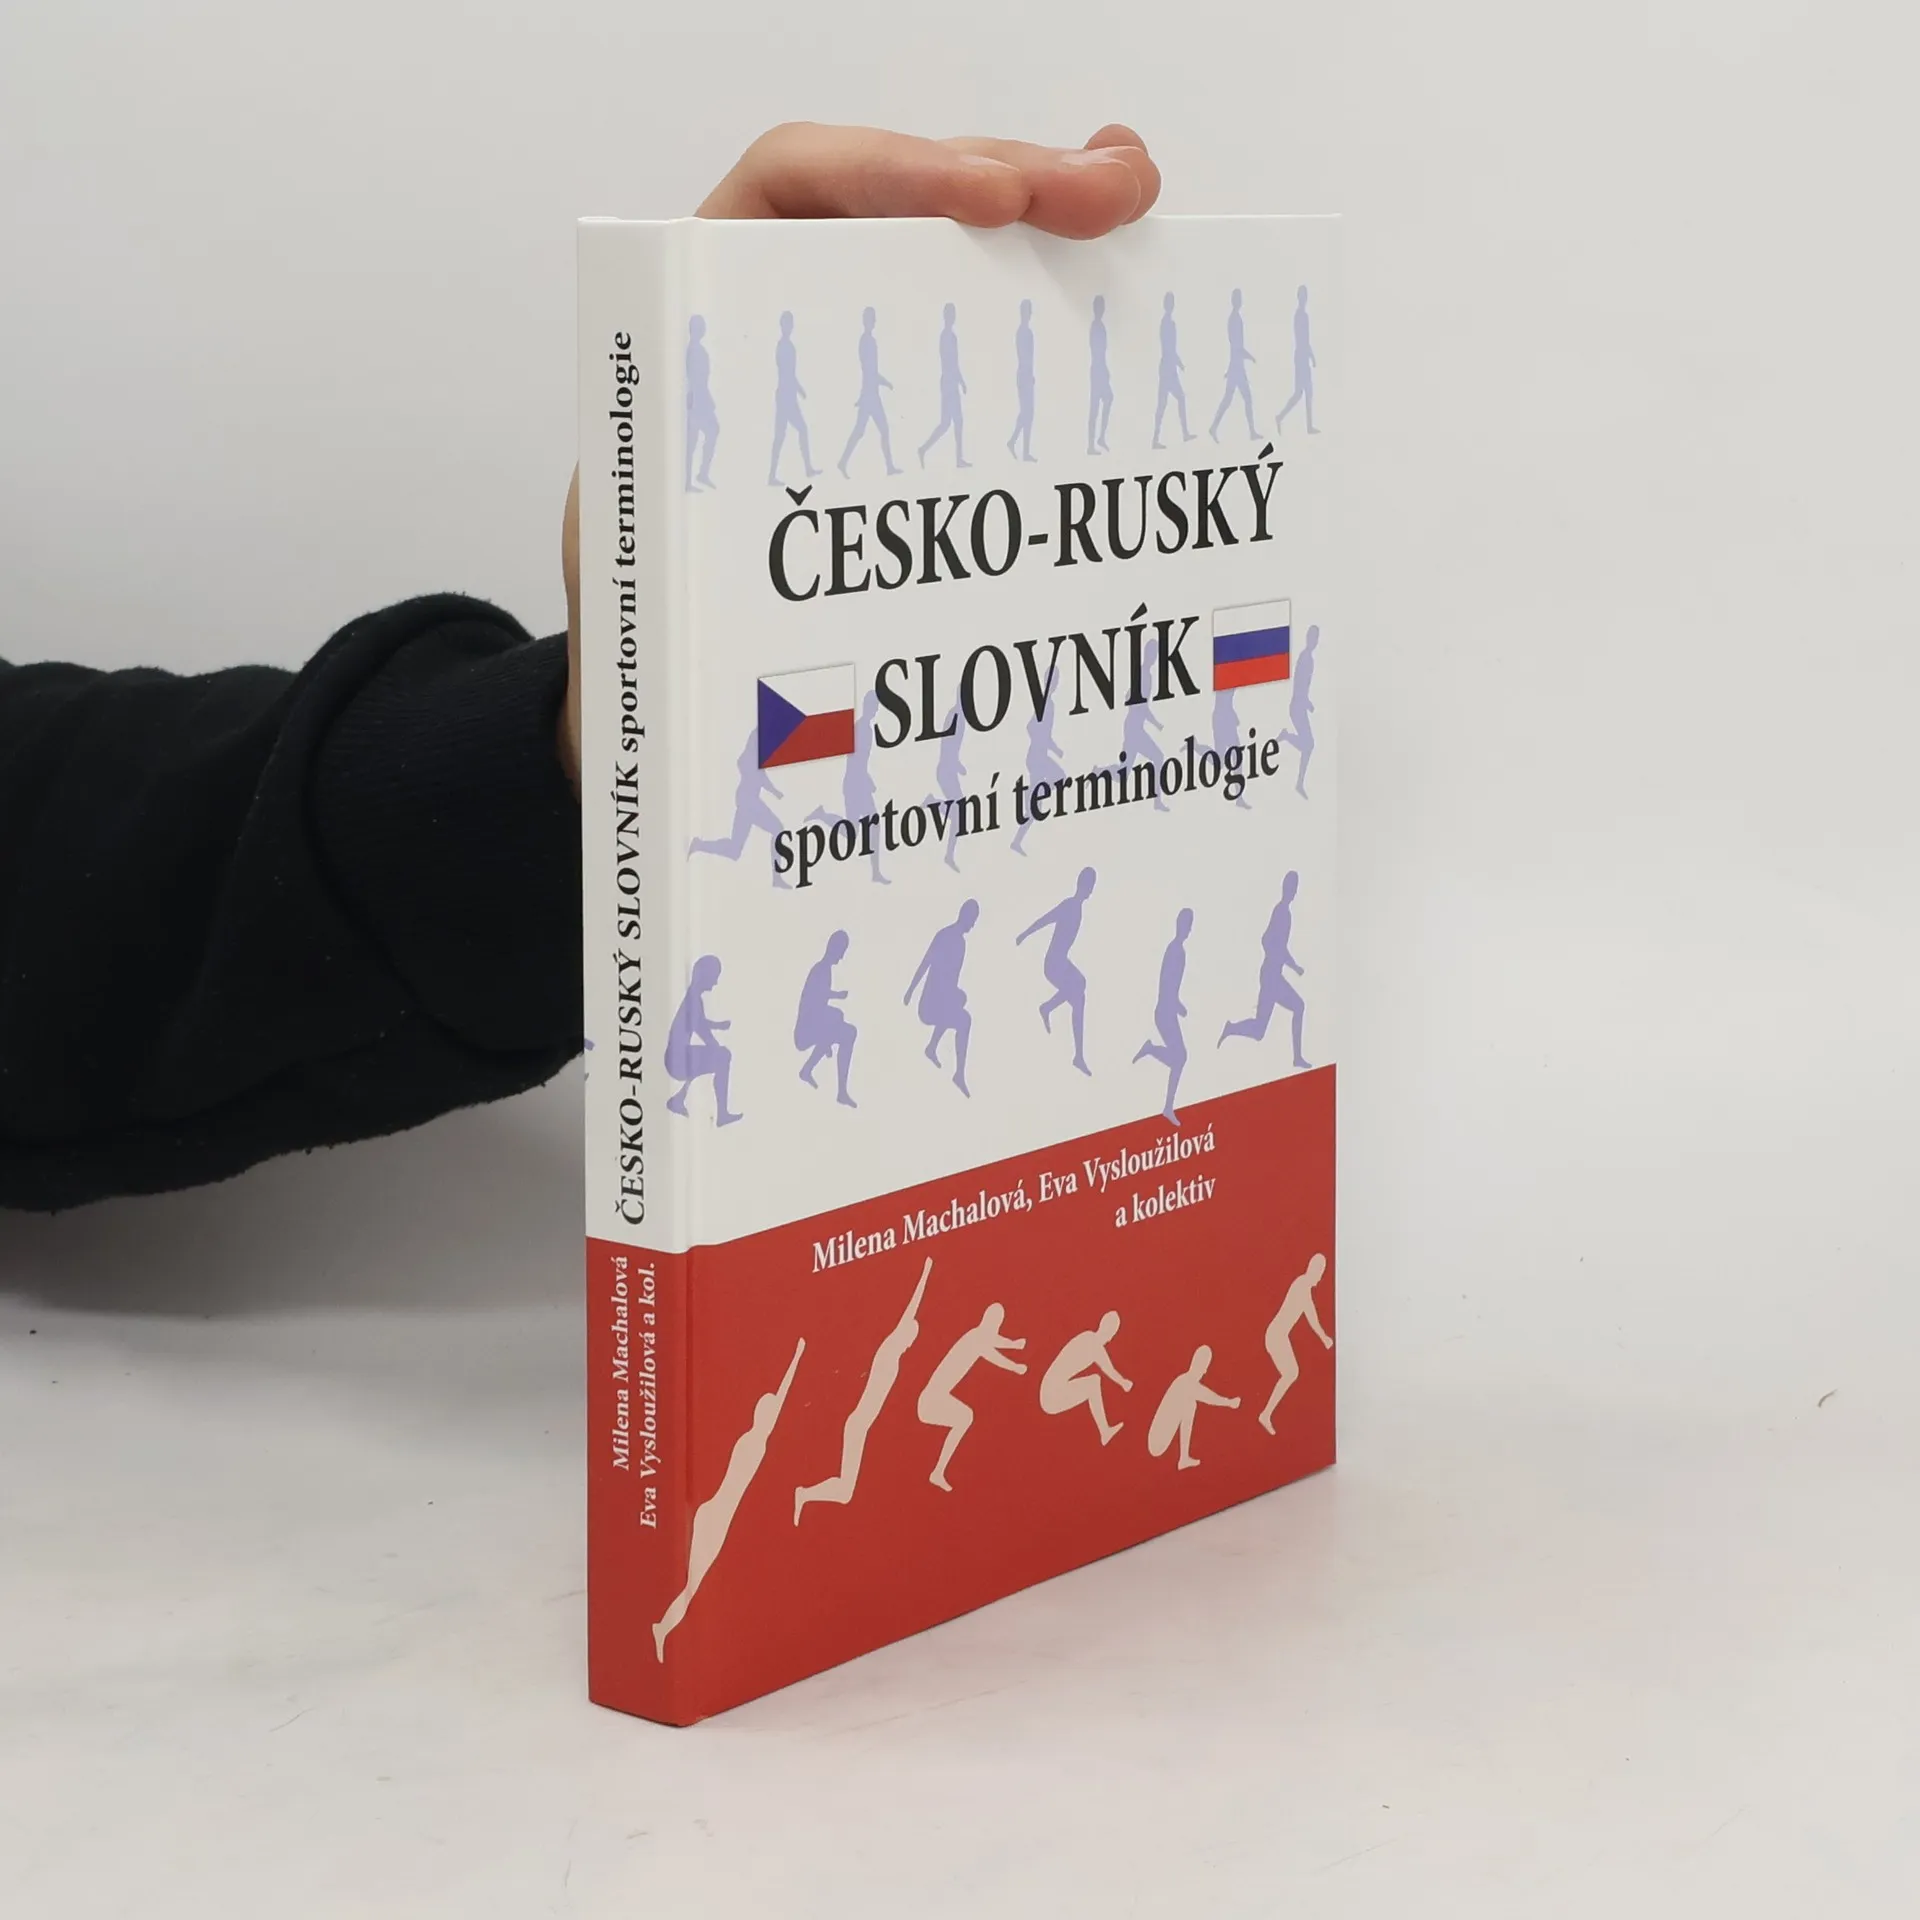 ČESKO-RUSKÝ
SLOVNÍK
sportovní terminologie
Milena Machalová, Eva Vysloužilová
a kolektiv
ČESKO-RUSKÝ SLOVNÍK sportovní terminologie
Milena Machalová
Eva Vysloužilová a kol.